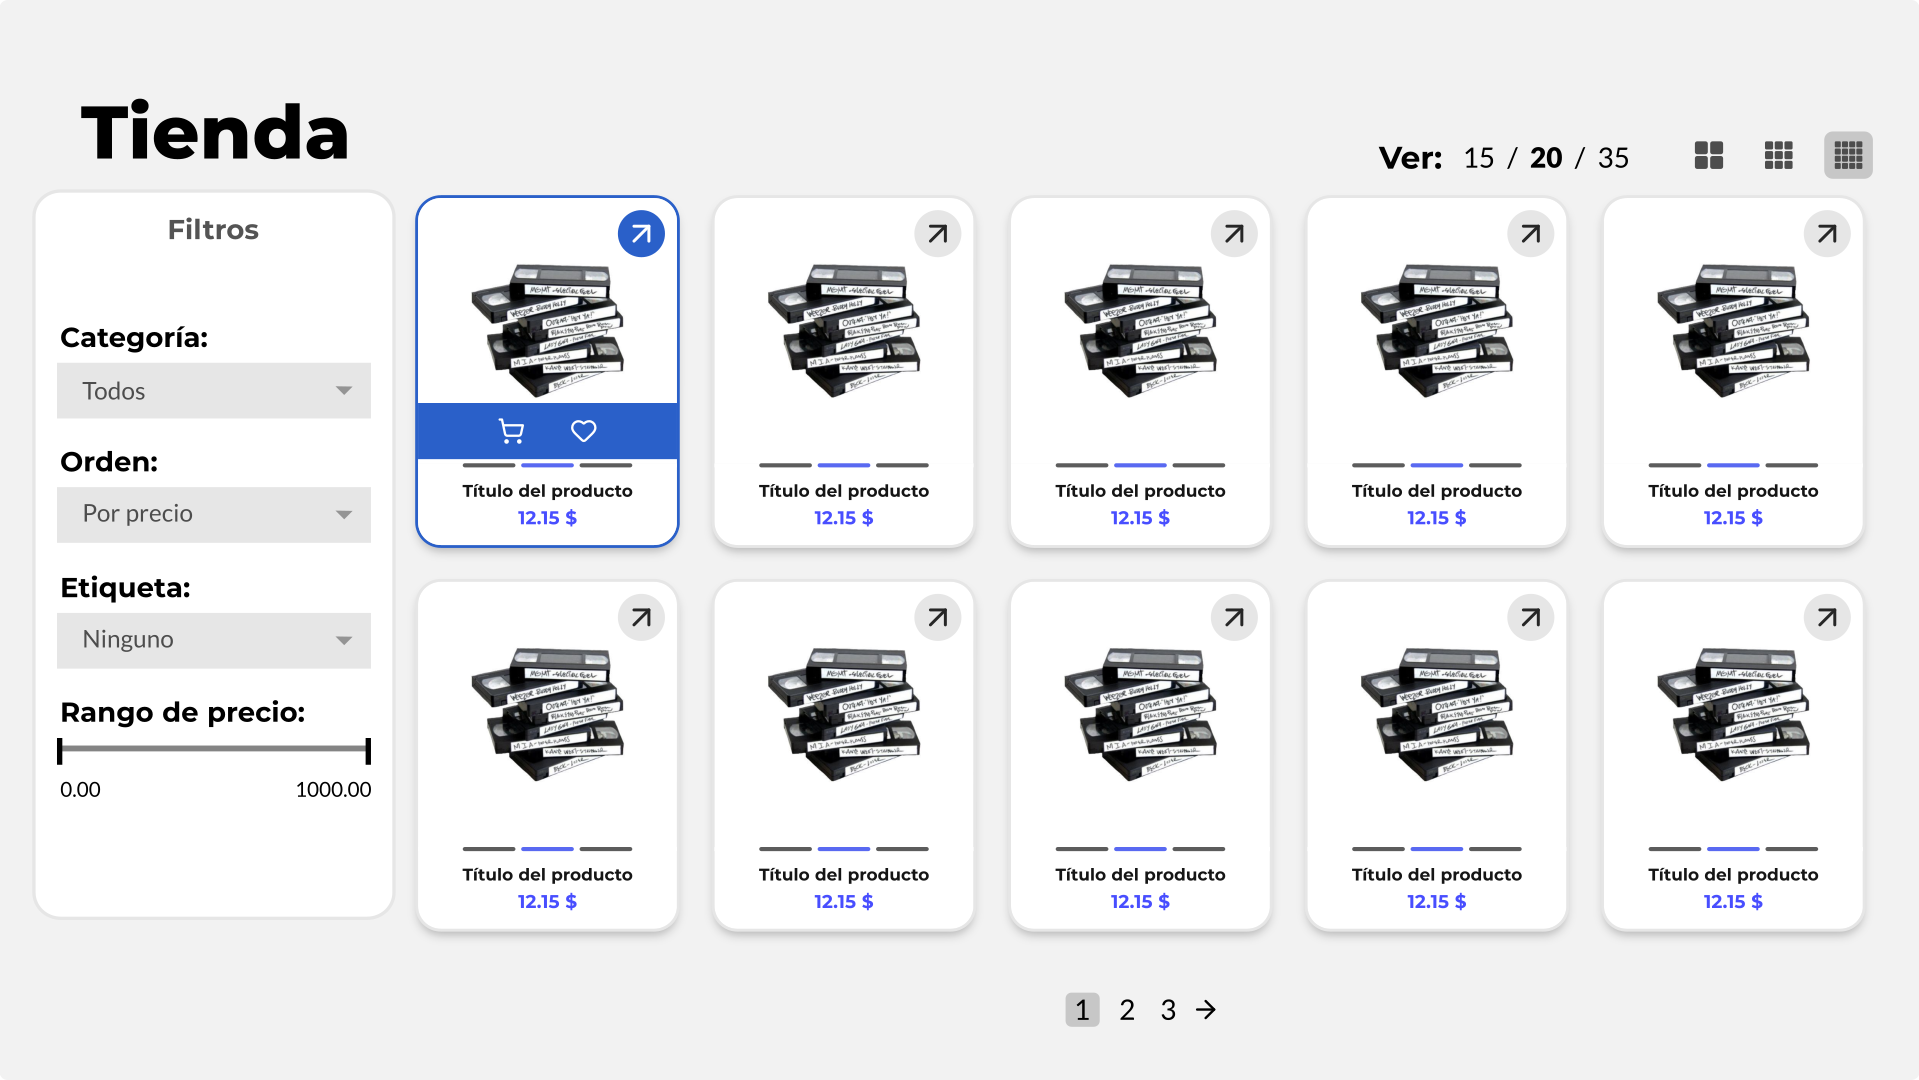 Tienda
Ver: 15 / 20 / 35
Filtros
Categoría:
Todos
Orden:
Por precio
Etiqueta:
Ninguno
Rango de precio:
0.00 1000.00
Título del producto
12.15 $
Título del producto
12.15 $
Título del producto
12.15 $
Título del producto
12.15 $
Título del producto
12.15 $
Título del producto
12.15 $
Título del producto
12.15 $
Título del producto
12.15 $
Título del producto
12.15 $
Título del producto
12.15 $
1 2 3 →